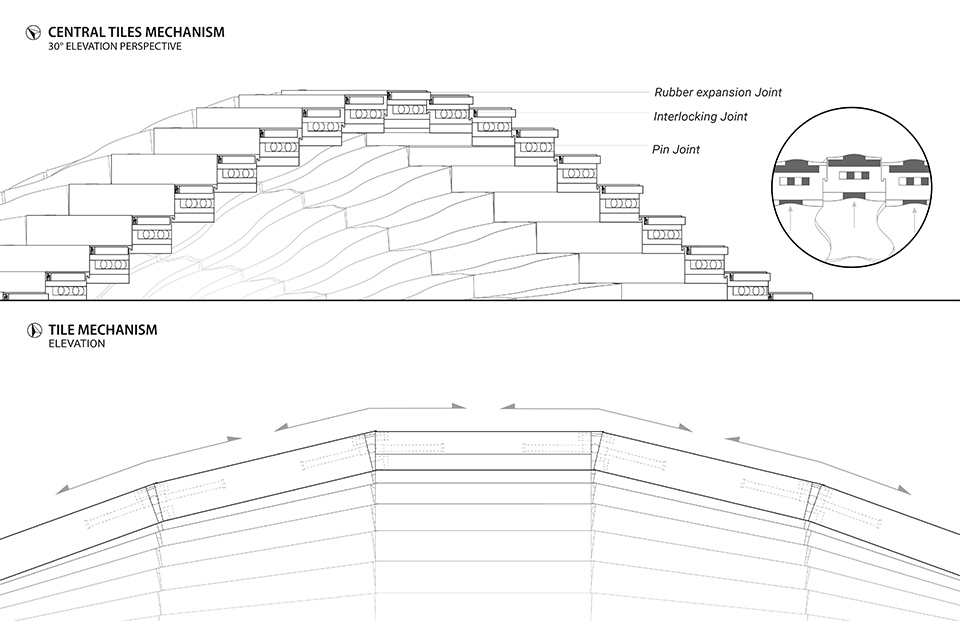 CENTRAL TILES MECHANISM
30° ELEVATION PERSPECTIVE
Rubber expansion Joint
Interlocking Joint
Pin Joint
TILE MECHANISM
ELEVATION